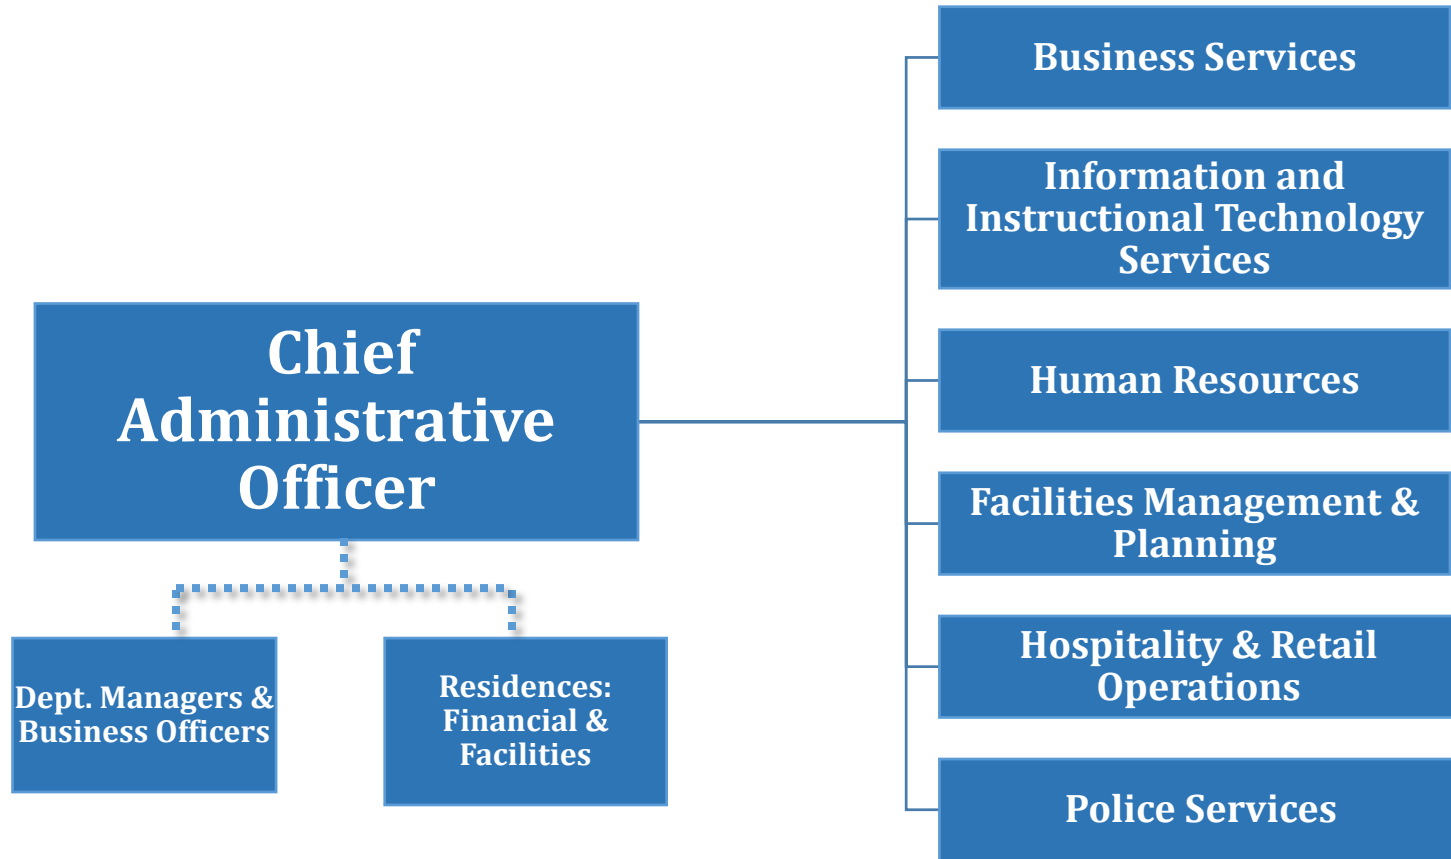 Chief
Administrative
Officer
Dept. Managers &
Business Officers
Residences:
Financial &
Facilities
Business Services
Information and
Instructional Technology
Services
Human Resources
Facilities Management &
Planning
Hospitality & Retail
Operations
Police Services